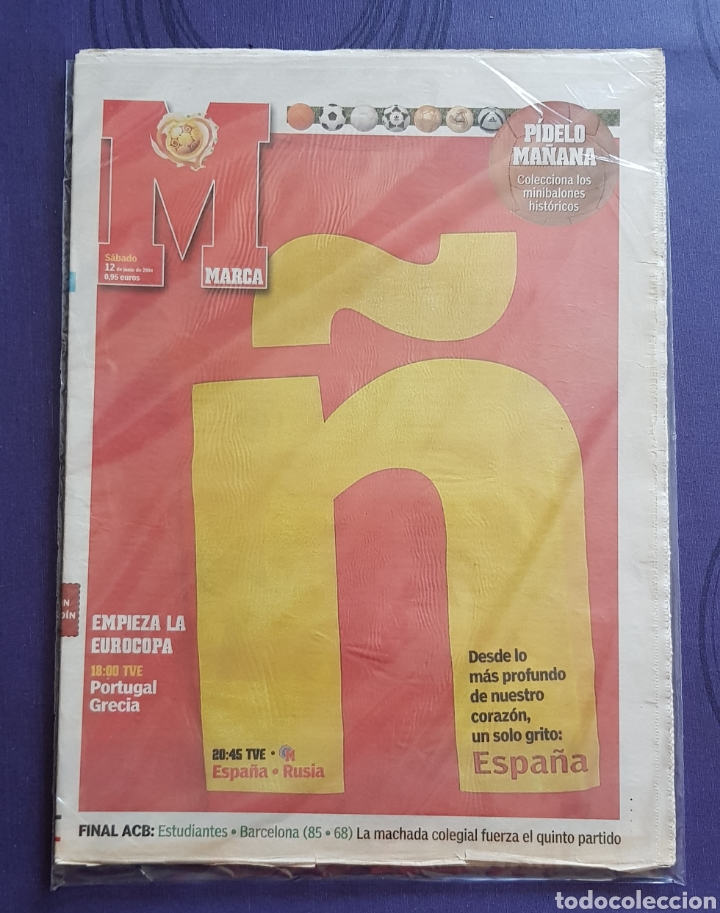 M
MARCA
Sábado
12 de junio de 2004
0,95 euros
PÍDELO
MAÑANA
Colecciona los
minibalones
históricos
ñ
EMPIEZA LA
EUROCOPA
18:00 TVE
Portugal
Grecia
20:45 TVE •
España • Rusia
Desde lo
más profundo
de nuestro
corazón,
un solo grito:
España
FINAL ACB: Estudiantes • Barcelona (85 • 68) La machada colegial fuerza el quinto partido
todocoleccion